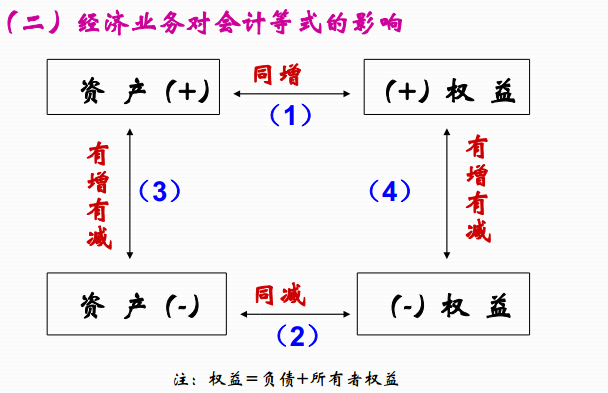 （二）经济业务对会计等式的影响
资 产（+）
同增
（1）
（+）权 益
有增有减
（3）
（4）
有增有减
资 产（-）
同减
（2）
（-）权 益
注：权益=负债+所有者权益